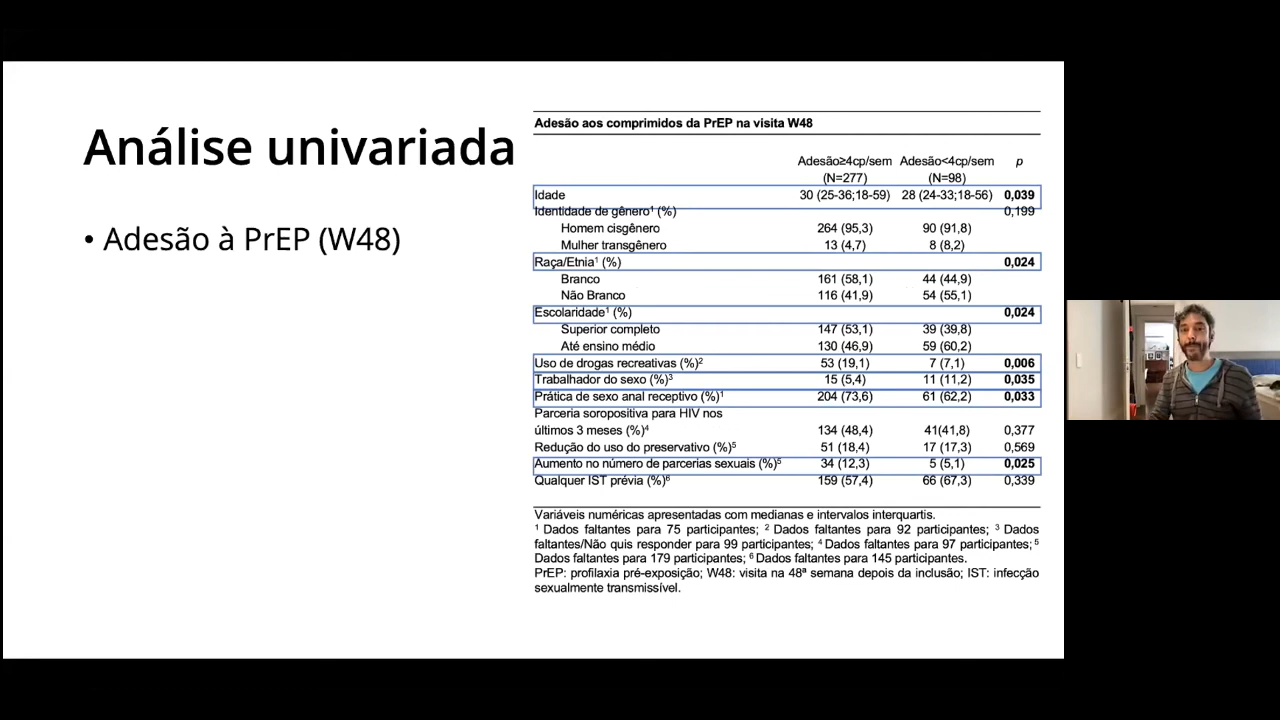 Análise univariada
• Adesão à PrEP (W48)
Adesão aos comprimidos da PrEP na visita W48
Adesão≥4cp/sem Adesão<4cp/sem p
(N=277) (N=98)
Idade 30 (25-36;18-59) 28 (24-33;18-56) 0,039
Identidade de gênero¹ (%) 0,199
Homem cisgênero 264 (95,3) 90 (91,8)
Mulher transgênero 13 (4,7) 8 (8,2)
Raça/Etnia¹ (%) 0,024
Branco 161 (58,1) 44 (44,9)
Não Branco 116 (41,9) 54 (55,1)
Escolaridade¹ (%) 0,024
Superior completo 147 (53,1) 39 (39,8)
Até ensino médio 130 (46,9) 59 (60,2)
Uso de drogas recreativas (%)² 53 (19,1) 7 (7,1) 0,006
Trabalhador do sexo (%)³ 15 (5,4) 11 (11,2) 0,035
Prática de sexo anal receptivo (%)¹ 204 (73,6) 61 (62,2) 0,033
Parceria soropositiva para HIV nos
últimos 3 meses (%)⁴ 134 (48,4) 41(41,8) 0,377
Redução do uso do preservativo (%)⁵ 51 (18,4) 17 (17,3) 0,569
Aumento no número de parcerias sexuais (%)⁵ 34 (12,3) 5 (5,1) 0,025
Qualquer IST prévia (%)⁶ 159 (57,4) 66 (67,3) 0,339
Variáveis numéricas apresentadas com medianas e intervalos interquartis.
¹ Dados faltantes para 75 participantes; ² Dados faltantes para 92 participantes; ³ Dados
faltantes/Não quis responder para 99 participantes; ⁴ Dados faltantes para 97 participantes; ⁵
Dados faltantes para 179 participantes; ⁶ Dados faltantes para 145 participantes.
PrEP: profilaxia pré-exposição; W48: visita na 48ª semana depois da inclusão; IST: infecção
sexualmente transmissível.